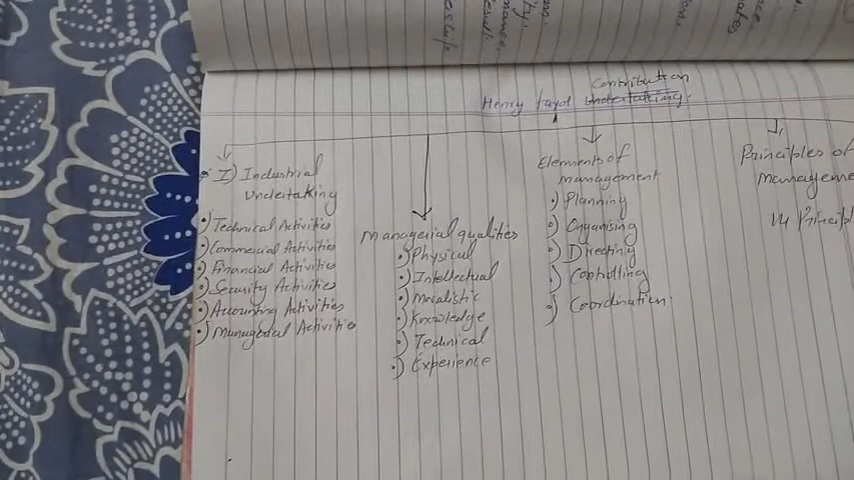 Contribution
Henry fayol undertaking.
I) Industrial
undertaking
•) Technical Activities
•) Commercial Activities
•) Financial Activities
•) Security Activities
•) Accounting Activities
•) Managerial Activities
Managerial qualities
•) Physical
•) Intellectual
•) Moralistic
•) Knowledge
•) Technical
•) Experience
Elements of
management
•) Planning
•) Organising
•) Directing
•) Controlling
•) Coordination.
Principles of
manageme
14 Principl